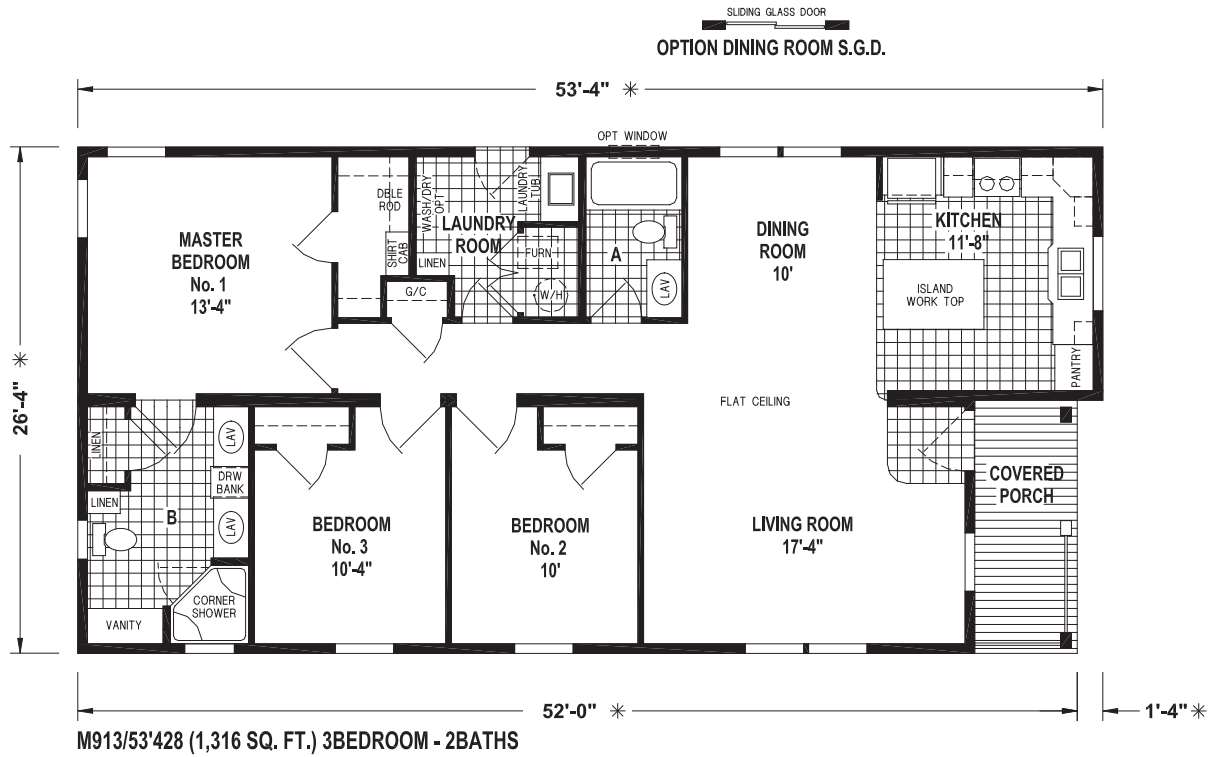 SLIDING GLASS DOOR
OPTION DINING ROOM S.G.D.
53'-4" ✳
OPT WINDOW
26'-4" ✳
MASTER
BEDROOM
No. 1
13'-4"
DBLE
ROD
SHIRT
CAB
WASH/DRY
OPT
LAUNDRY
TUB
LAUNDRY
ROOM
LINEN
FURN
W/H
G/C
A
LAV
DINING
ROOM
10'
KITCHEN
11'-8"
ISLAND
WORK TOP
PANTRY
FLAT CEILING
LINEN
LAV
DRW
BANK
LINEN
B
LAV
CORNER
SHOWER
VANITY
BEDROOM
No. 3
10'-4"
BEDROOM
No. 2
10'
LIVING ROOM
17'-4"
COVERED
PORCH
52'-0" ✳
1'-4" ✳
M913/53'428 (1,316 SQ. FT.) 3BEDROOM - 2BATHS